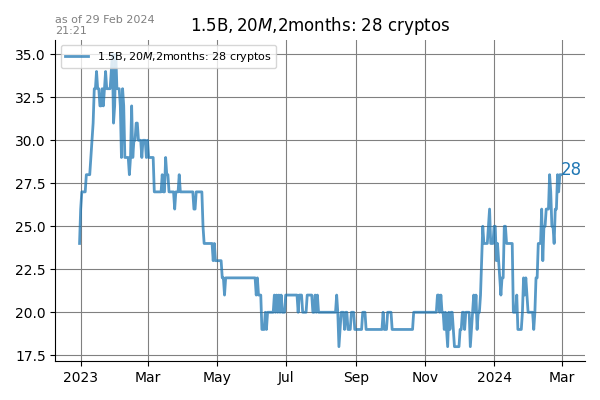 as of 29 Feb 2024
21:21
1.5B, 20M,2months: 28 cryptos
1.5B, 20M,2months: 28 cryptos
35.0
32.5
30.0
27.5
25.0
22.5
20.0
17.5
28
2023 Mar May Jul Sep Nov 2024 Mar